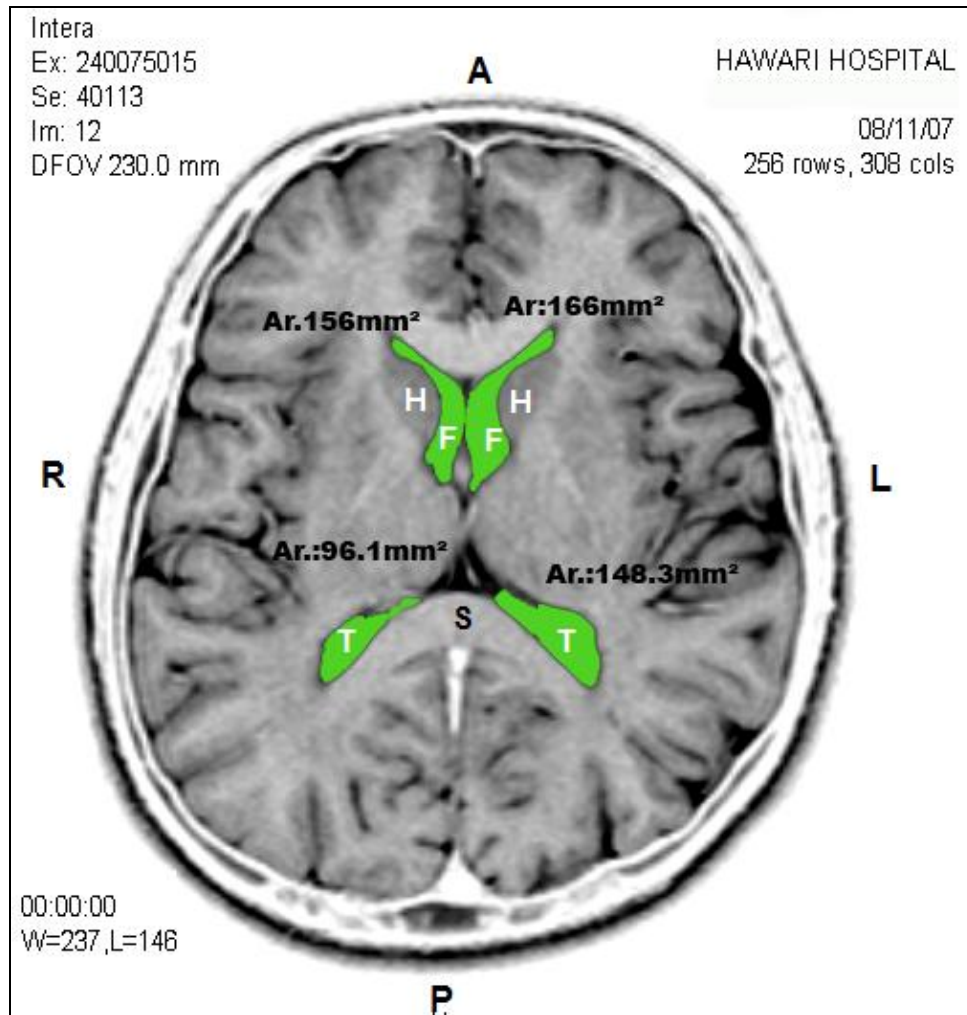 Intera
Ex: 240075015
Se: 40113
Im: 12
DFOV 230.0 mm
A
HAWARI HOSPITAL
08/11/07
256 rows, 308 cols
Ar.156mm²
Ar:166mm²
H
H
F
F
R
L
Ar.:96.1mm²
Ar.:148.3mm²
S
T
T
00:00:00
W=237,L=146
P